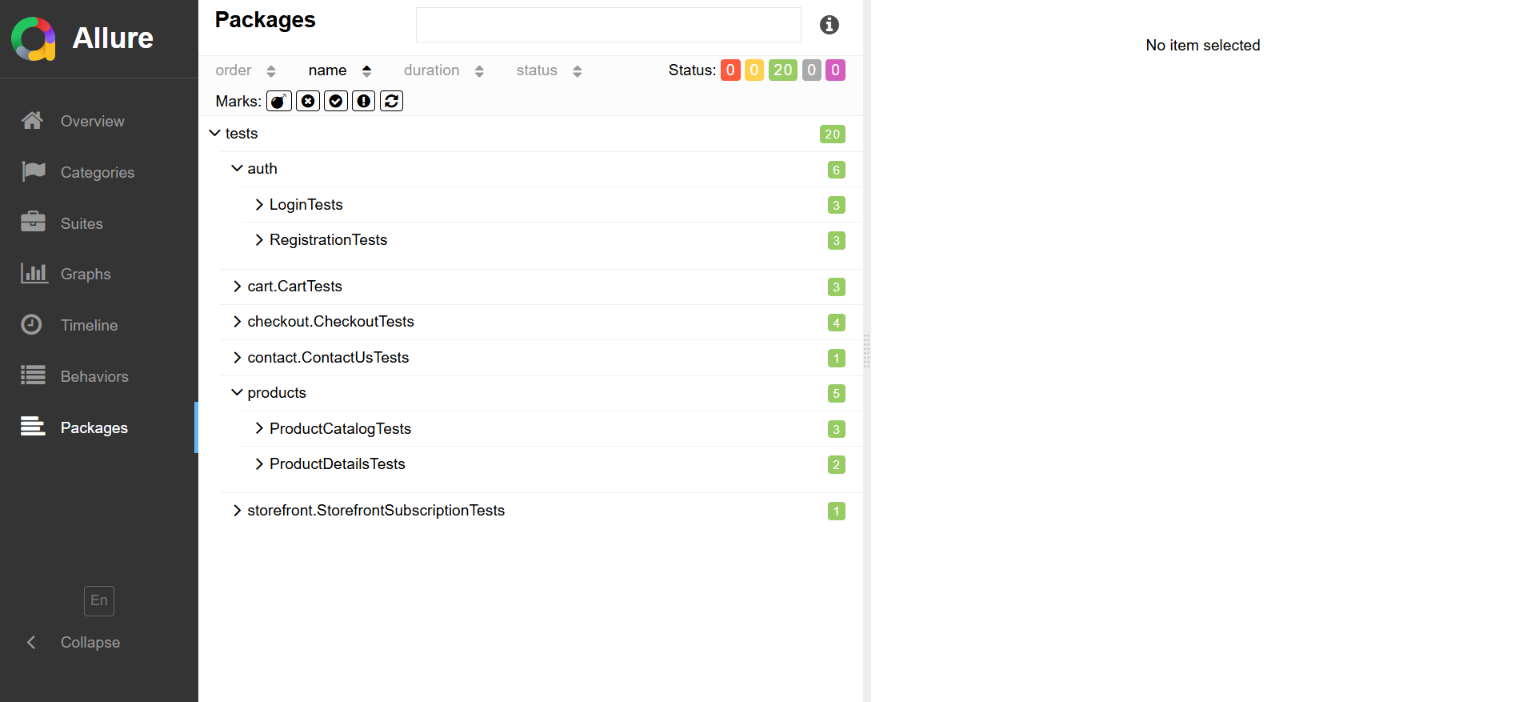 Allure
Overview
Categories
Suites
Graphs
Timeline
Behaviors
Packages
En
Collapse
Packages
order name duration status Status: 0 0 20 0 0
Marks:
tests 20
auth 6
LoginTests 3
RegistrationTests 3
cart.CartTests 3
checkout.CheckoutTests 4
contact.ContactUsTests 1
products 5
ProductCatalogTests 3
ProductDetailsTests 2
storefront.StorefrontSubscriptionTests 1
No item selected